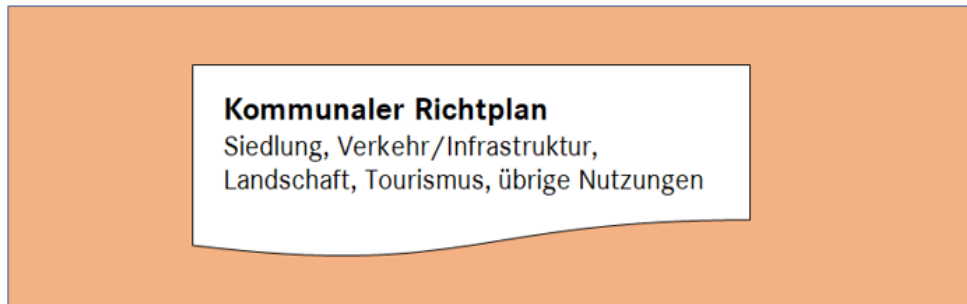 Kommunaler Richtplan
Siedlung, Verkehr/Infrastruktur,
Landschaft, Tourismus, übrige Nutzungen